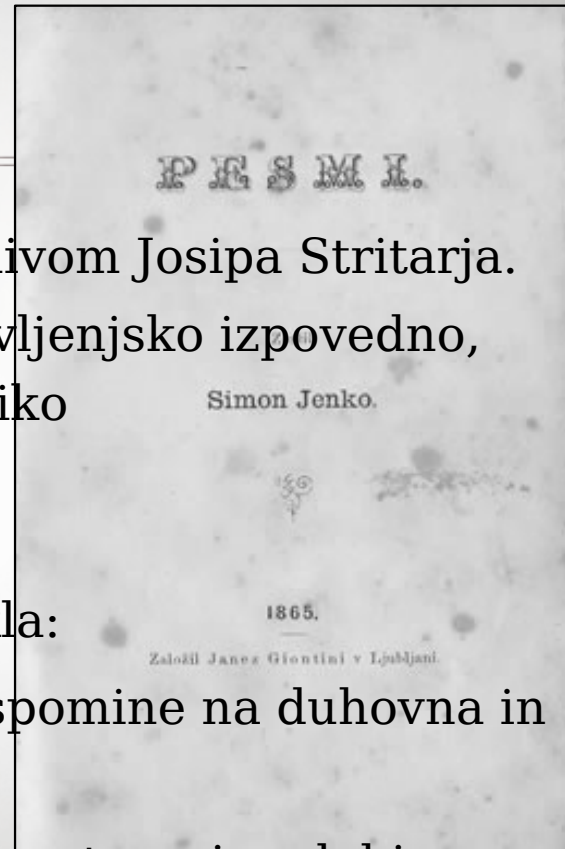 PESMI.
ivom Josipa Stritarja.
vljenjsko izpovedno,
iko
Simon Jenko.
la:
1865.
Založil Janez Giontini v Ljubljani.
spomine na duhovna in